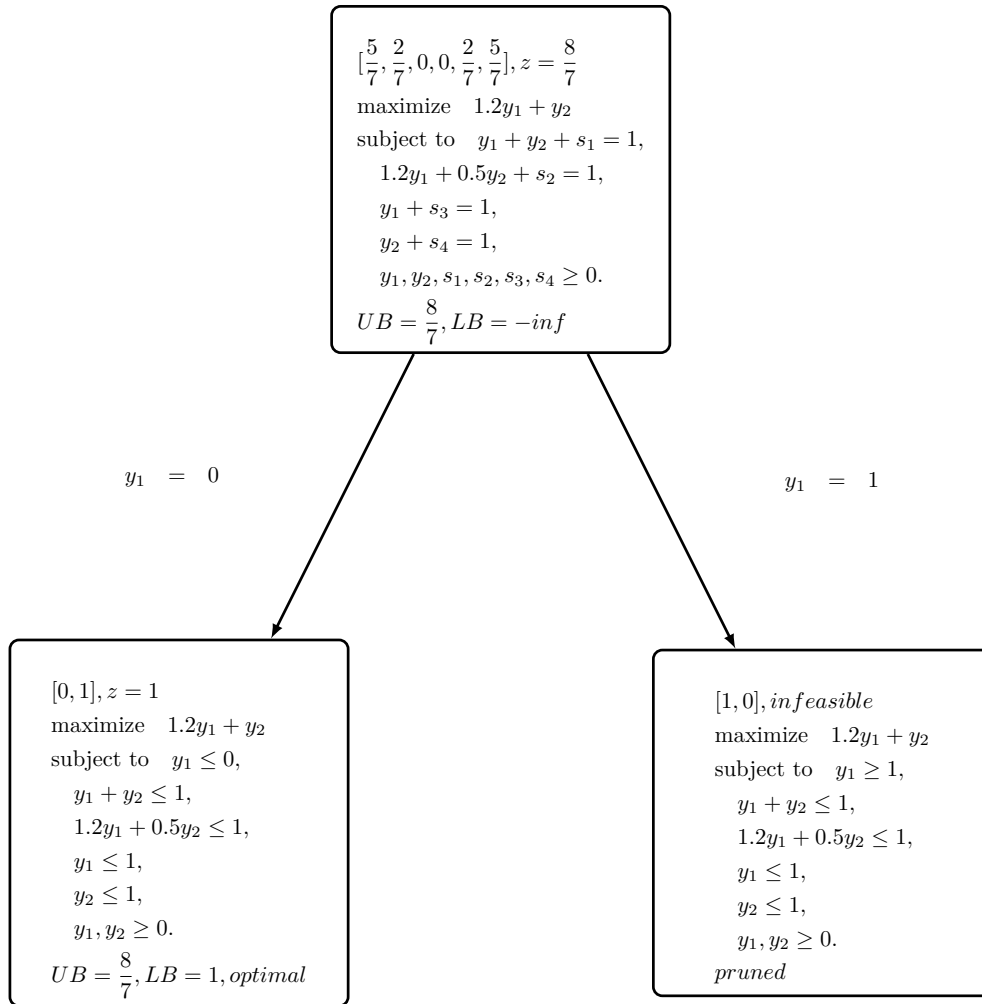 [5/7, 2/7, 0, 0, 2/7, 5/7], z = 8/7
maximize 1.2y₁ + y₂
subject to y₁ + y₂ + s₁ = 1,
1.2y₁ + 0.5y₂ + s₂ = 1,
y₁ + s₃ = 1,
y₂ + s₄ = 1,
y₁, y₂, s₁, s₂, s₃, s₄ ≥ 0.
UB = 8/7, LB = −inf
y₁ = 0
y₁ = 1
[0, 1], z = 1
maximize 1.2y₁ + y₂
subject to y₁ ≤ 0,
y₁ + y₂ ≤ 1,
1.2y₁ + 0.5y₂ ≤ 1,
y₁ ≤ 1,
y₂ ≤ 1,
y₁, y₂ ≥ 0.
UB = 8/7, LB = 1, optimal
[1, 0], infeasible
maximize 1.2y₁ + y₂
subject to y₁ ≥ 1,
y₁ + y₂ ≤ 1,
1.2y₁ + 0.5y₂ ≤ 1,
y₁ ≤ 1,
y₂ ≤ 1,
y₁, y₂ ≥ 0.
pruned